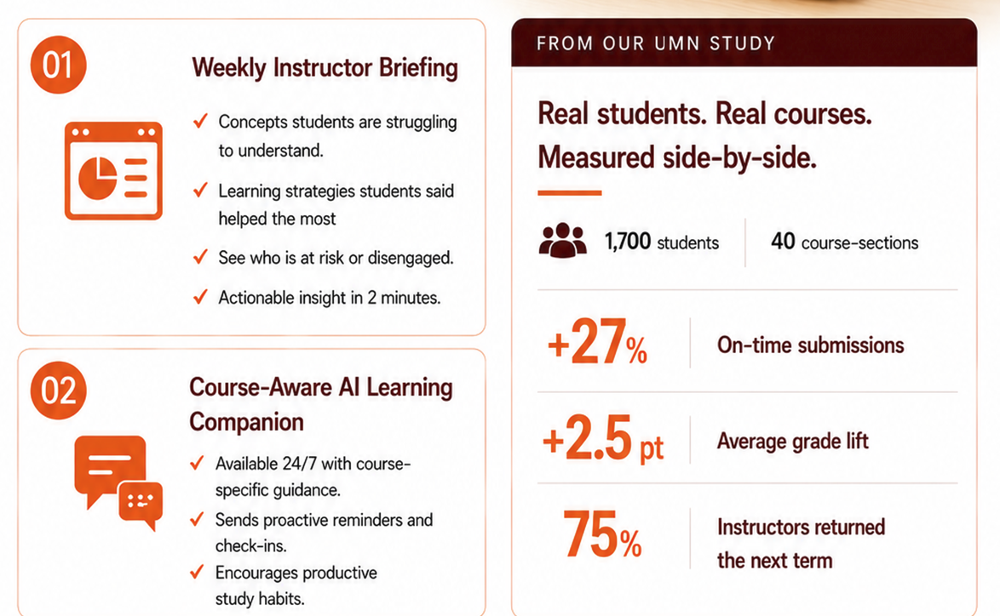 01
Weekly Instructor Briefing
✓ Concepts students are struggling
to understand.
✓ Learning strategies students said
helped the most
✓ See who is at risk or disengaged.
✓ Actionable insight in 2 minutes.
02
Course-Aware AI Learning
Companion
✓ Available 24/7 with course-
specific guidance.
✓ Sends proactive reminders and
check-ins.
✓ Encourages productive
study habits.
FROM OUR UMN STUDY
Real students. Real courses.
Measured side-by-side.
1,700 students
40 course-sections
+27%
On-time submissions
+2.5 pt
Average grade lift
75%
Instructors returned
the next term